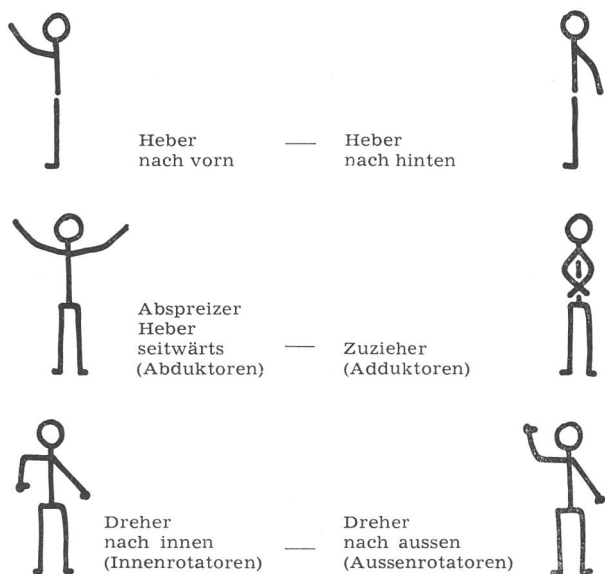 Heber — Heber
nach vorn nach hinten
Abspreizer
Heber
seitwärts — Zuzieher
(Abduktoren) (Adduktoren)
Dreher Dreher
nach innen — nach aussen
(Innenrotatoren) (Aussenrotatoren)